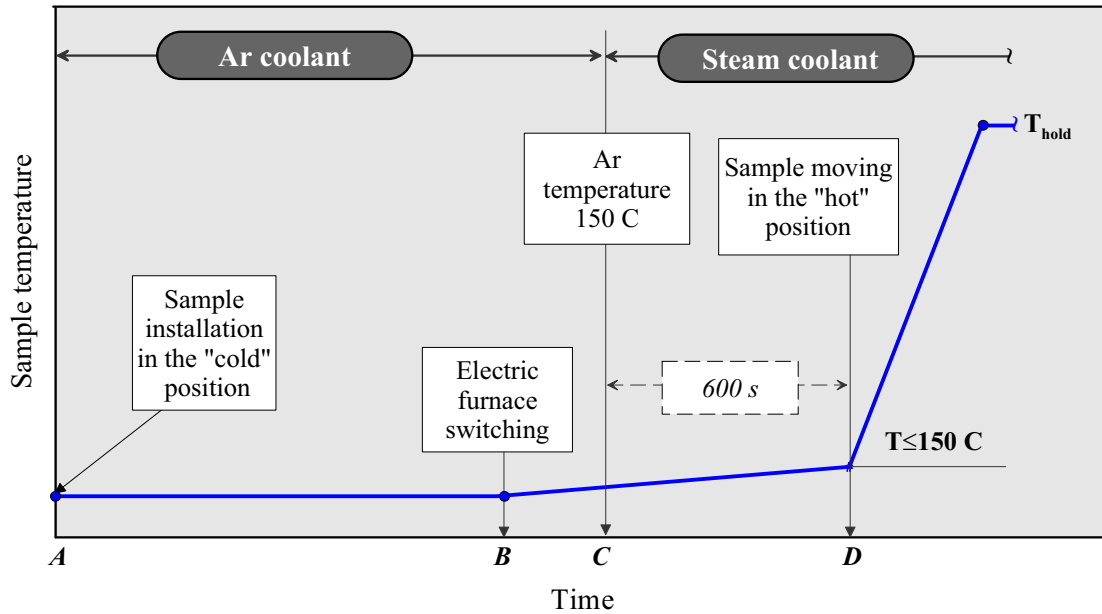 Ar coolant
Steam coolant
T hold
Ar
temperature
150 C
Sample moving
in the "hot"
position
Sample
installation
in the "cold"
position
Electric
furnace
switching
600 s
T≤150 C
Sample temperature
A
B
C
D
Time